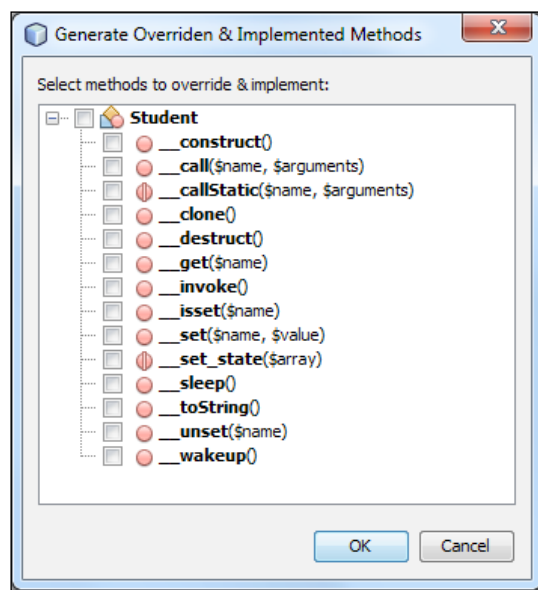 Generate Overriden & Implemented Methods
Select methods to override & implement:
Student
__construct()
__call($name, $arguments)
__callStatic($name, $arguments)
__clone()
__destruct()
__get($name)
__invoke()
__isset($name)
__set($name, $value)
__set_state($array)
__sleep()
__toString()
__unset($name)
__wakeup()
OK Cancel